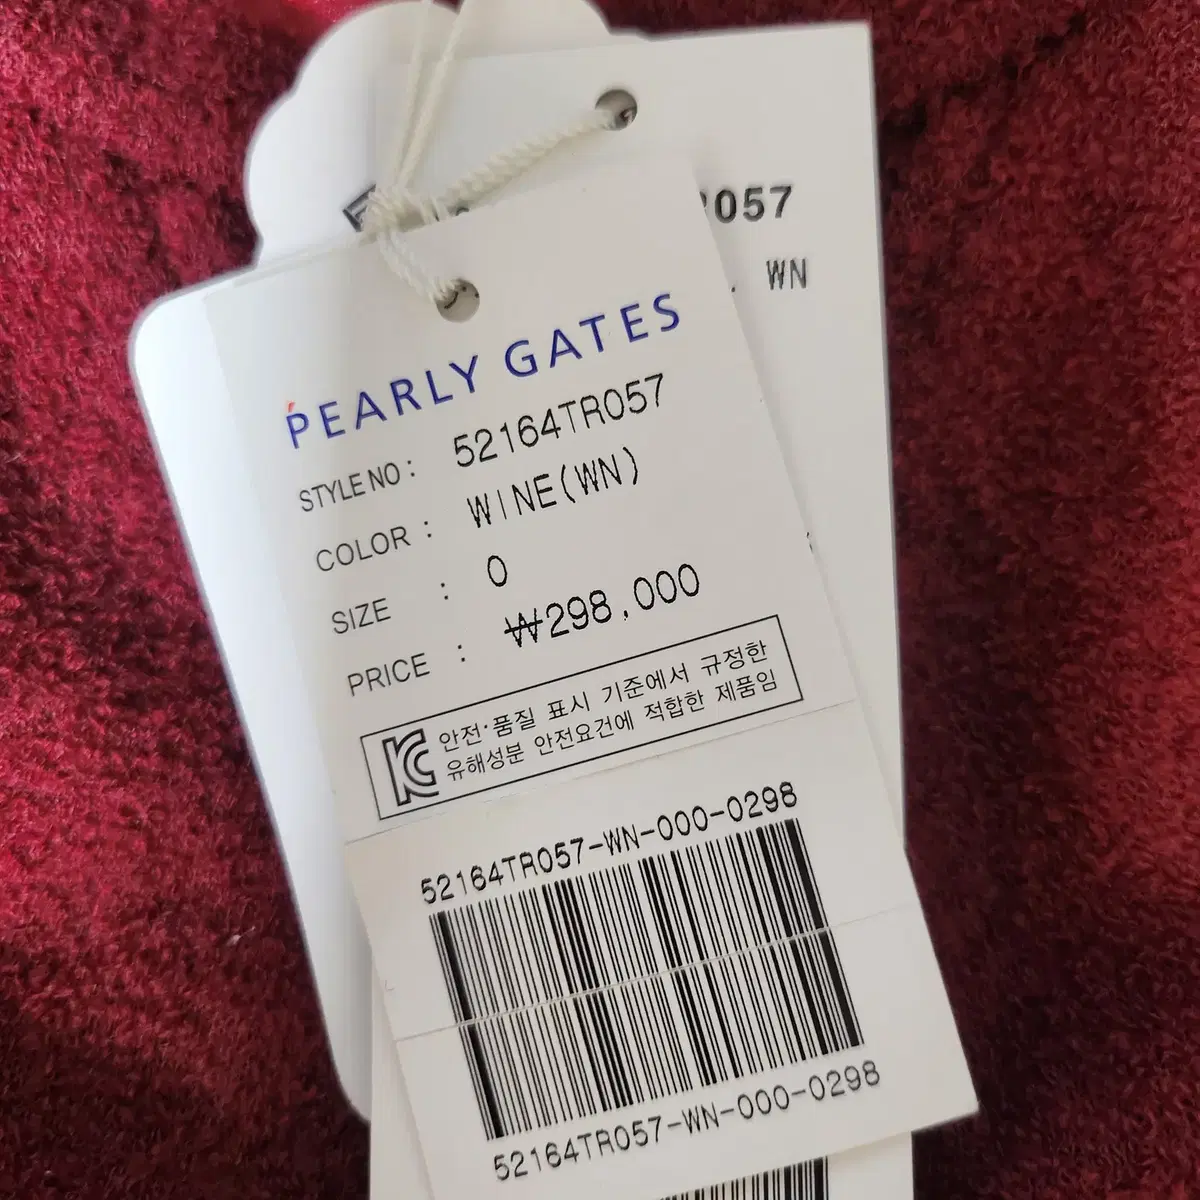 057
WN
PEARLY GATES
STYLE NO : 52164TR057
COLOR : WINE(WN)
SIZE : 0
PRICE : ₩298,000
안전·품질 표시 기준에서 규정한
유해성분 안전요건에 적합한 제품임
52164TR057-WN-000-0298
52164TR057-WN-000-0298